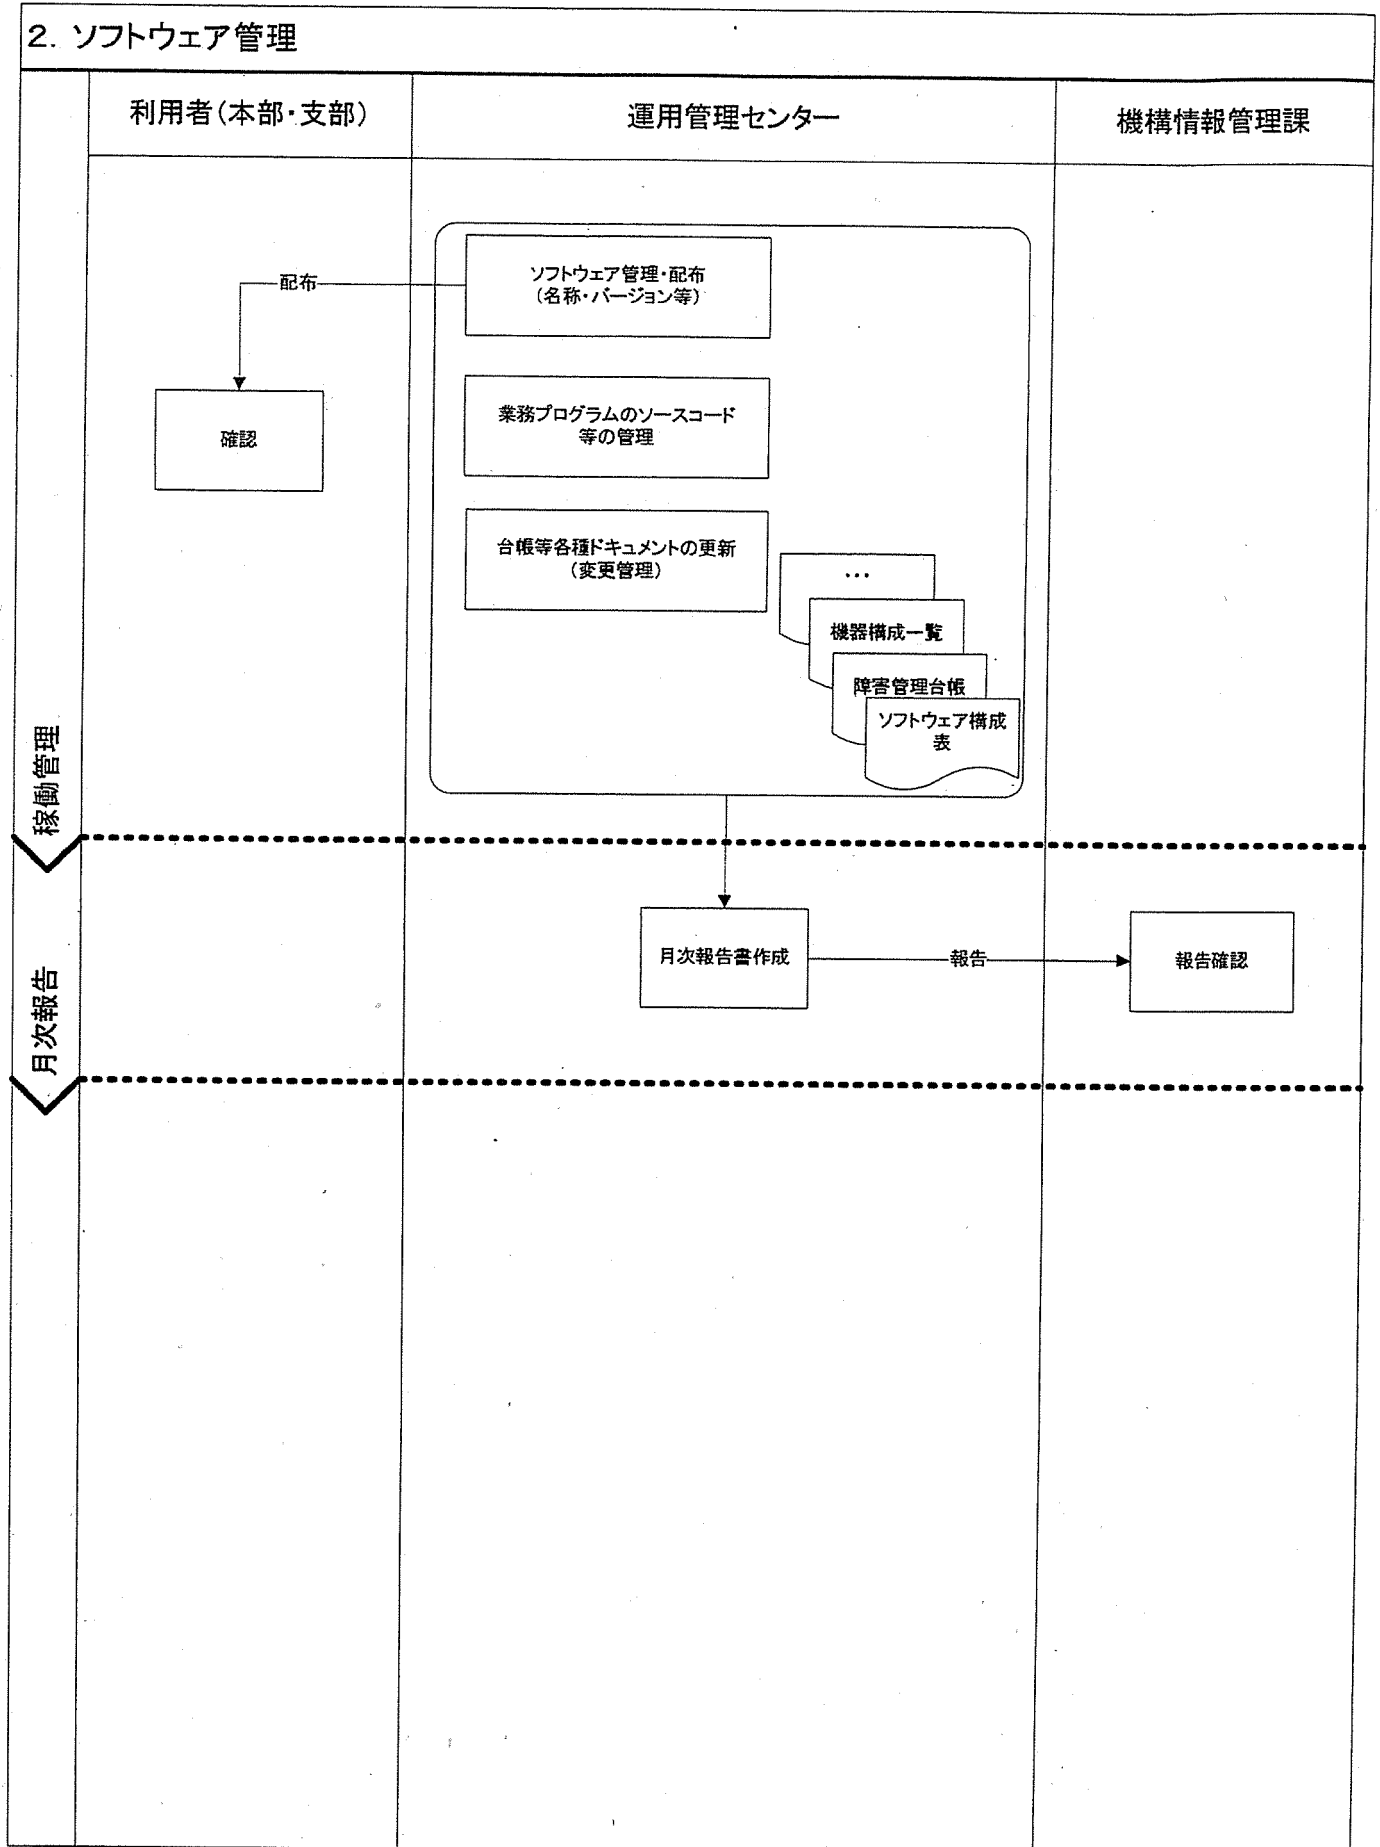 2. ソフトウェア管理
利用者(本部・支部)
運用管理センター
機構情報管理課
ソフトウェア管理・配布
(名称・バージョン等)
配布
確認
業務プログラムのソースコード
等の管理
台帳等各種ドキュメントの更新
(変更管理)
…
機器構成一覧
障害管理台帳
ソフトウェア構成
表
稼働管理
月次報告書作成
報告
報告確認
月次報告